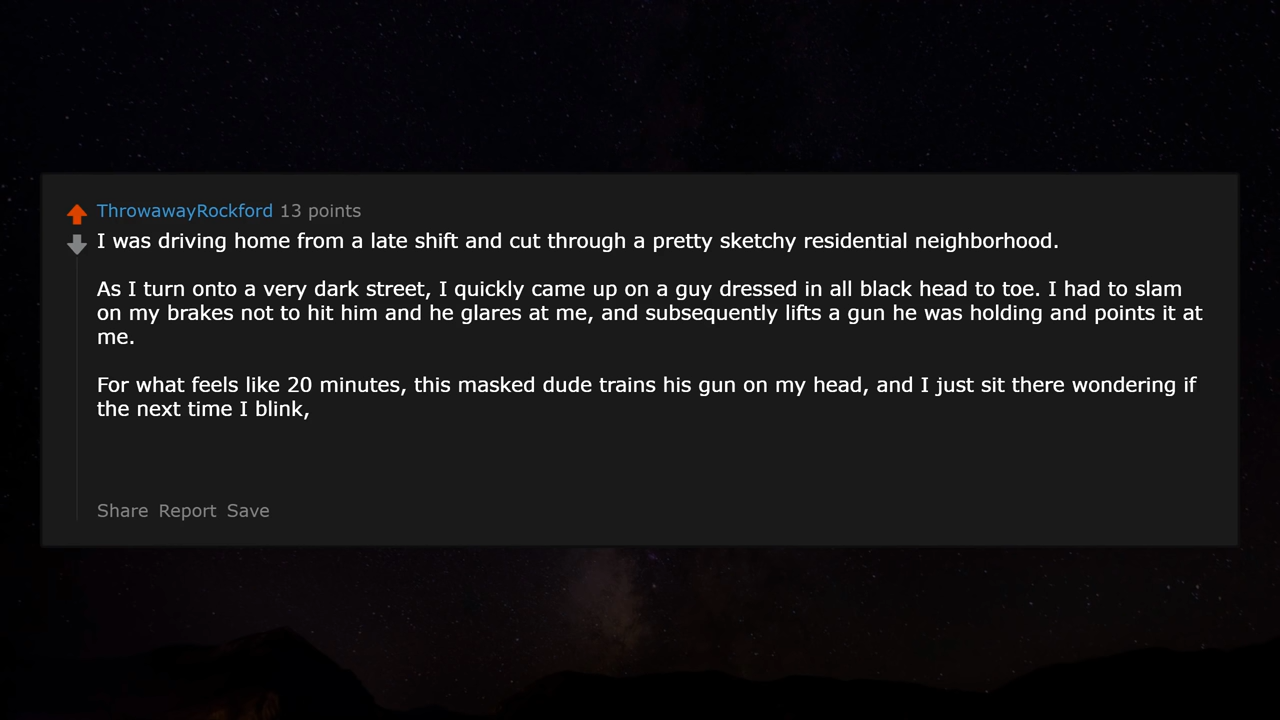 ThrowawayRockford 13 points
I was driving home from a late shift and cut through a pretty sketchy residential neighborhood.
As I turn onto a very dark street, I quickly came up on a guy dressed in all black head to toe. I had to slam
on my brakes not to hit him and he glares at me, and subsequently lifts a gun he was holding and points it at
me.
For what feels like 20 minutes, this masked dude trains his gun on my head, and I just sit there wondering if
the next time I blink,
Share Report Save